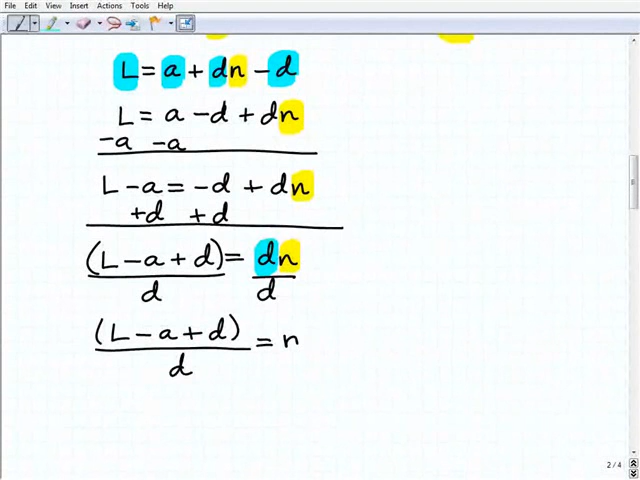 File Edit View Insert Actions Tools Help
L = a + dn - d
L = a - d + dn
-a -a
L - a = -d + dn
+d +d
(L - a + d) = dn
d d
(L - a + d) = n
d
2 / 4